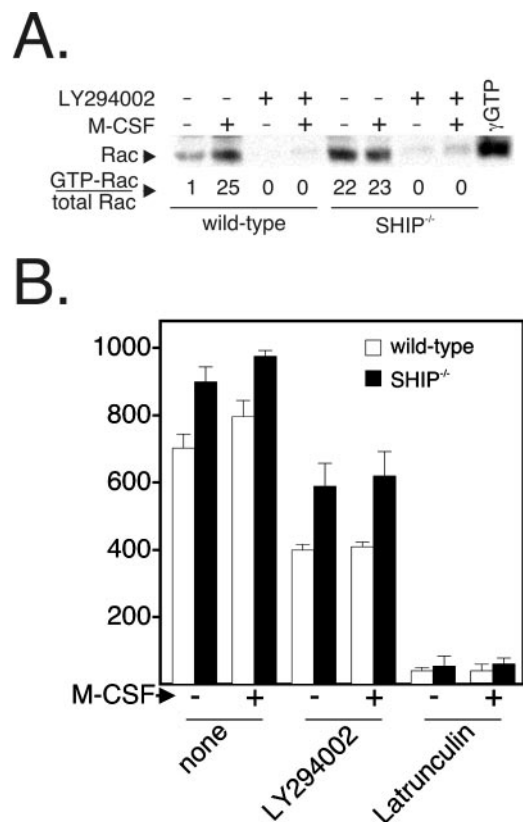 A.
LY294002 - - + + - - + + γGTP
M-CSF - + - + - + - +
Rac ►
GTP-Rac
total Rac ► 1 25 0 0 22 23 0 0
wild-type SHIP-/-
B.
1000
800
600
400
200
wild-type
SHIP-/-
M-CSF► - + - + - +
none LY294002 Latrunculin